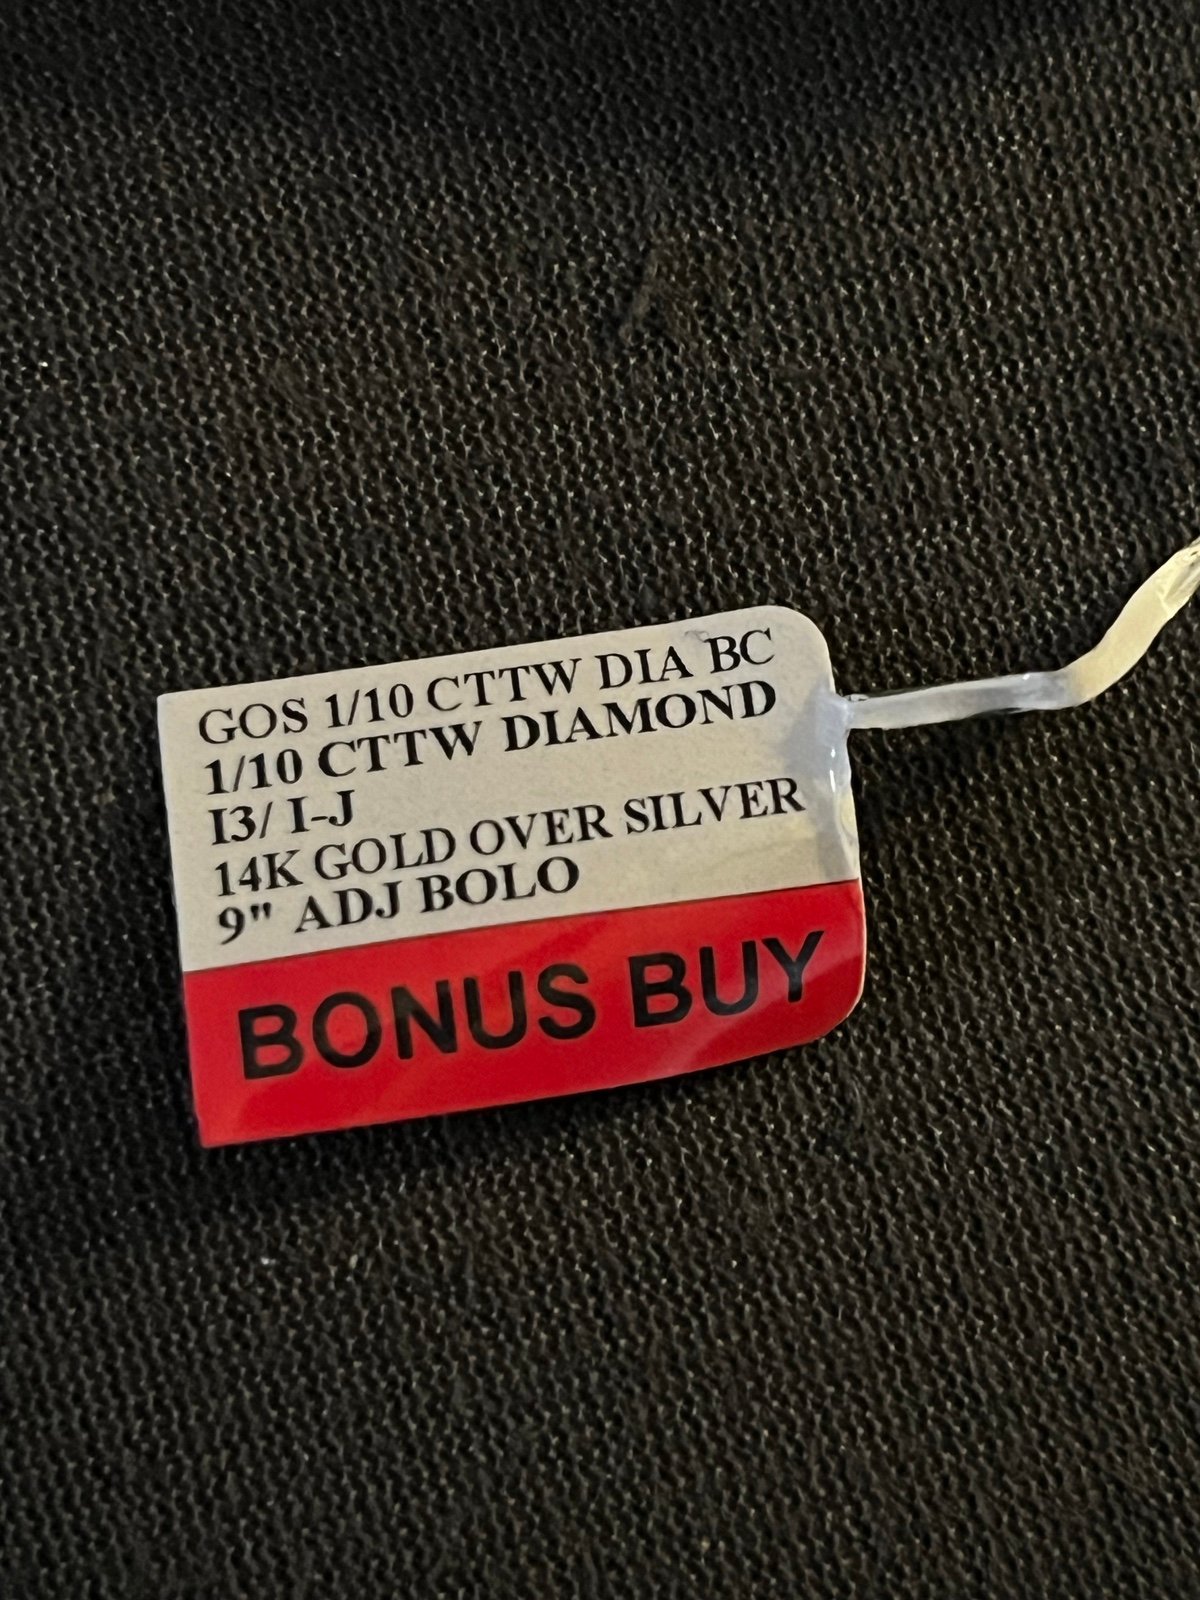 GOS 1/10 CTTW DIA BC
1/10 CTTW DIAMOND
I3/ I-J
14K GOLD OVER SILVER
9" ADJ BOLO
BONUS BUY